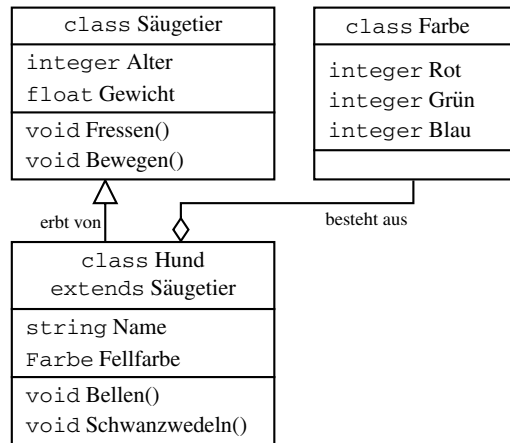 class Säugetier
integer Alter
float Gewicht
void Fressen()
void Bewegen()
class Farbe
integer Rot
integer Grün
integer Blau
erbt von
besteht aus
class Hund
extends Säugetier
string Name
Farbe Fellfarbe
void Bellen()
void Schwanzwedeln()